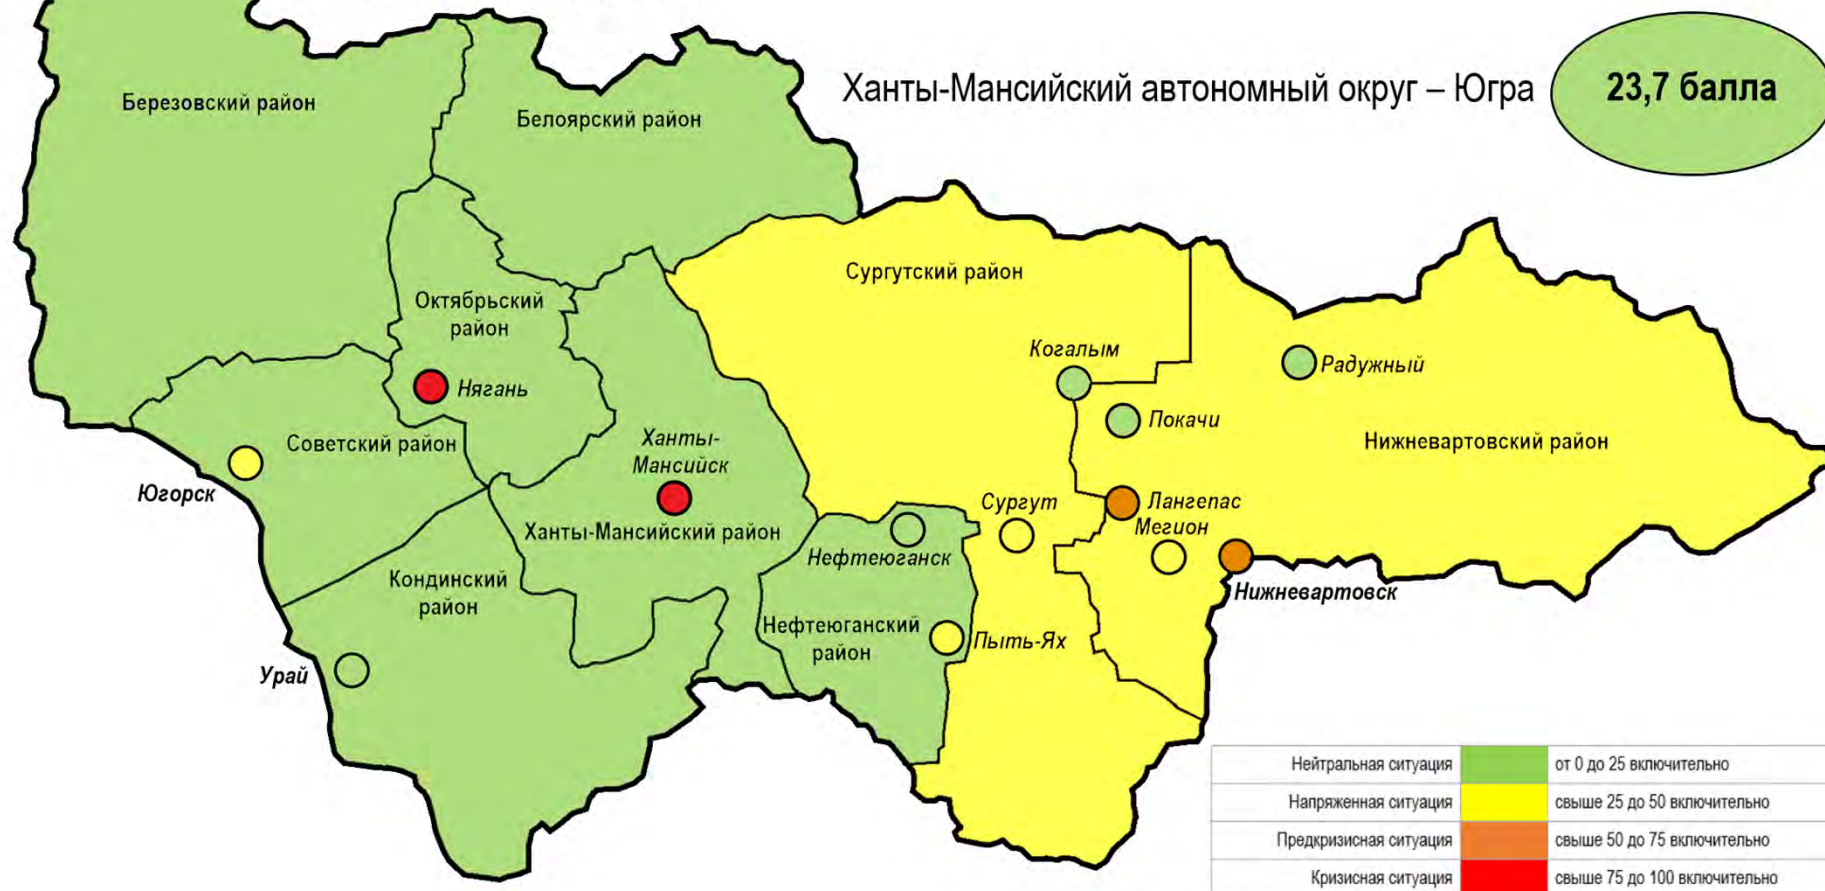 Ханты-Мансийский автономный округ – Югра
23,7 балла
Березовский район
Белоярский район
Сургутский район
Октябрьский
район
Когалым
Радужный
Нягань
Покачи
Ханты-
Мансийск
Советский район
Нижневартовский район
Югорск
Сургут
Лангепас
Мегион
Ханты-Мансийский район
Нефтеюганск
Кондинский
район
Нижневартовск
Нефтеюганский
район
Пыть-Ях
Урай
Нейтральная ситуация от 0 до 25 включительно
Напряженная ситуация свыше 25 до 50 включительно
Предкризисная ситуация свыше 50 до 75 включительно
Кризисная ситуация свыше 75 до 100 включительно